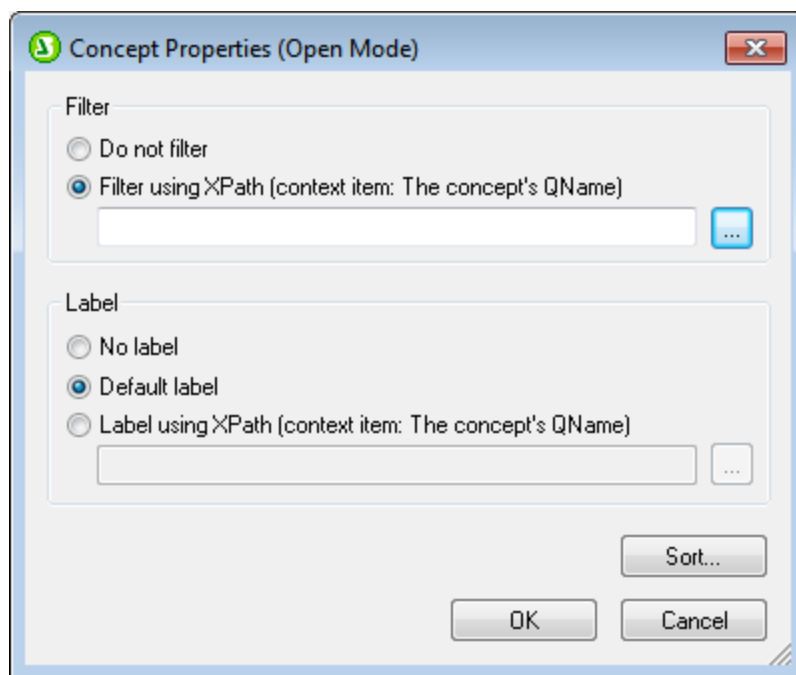 Concept Properties (Open Mode)
Filter
Do not filter
Filter using XPath (context item: The concept's QName)
...
Label
No label
Default label
Label using XPath (context item: The concept's QName)
...
Sort...
OK Cancel